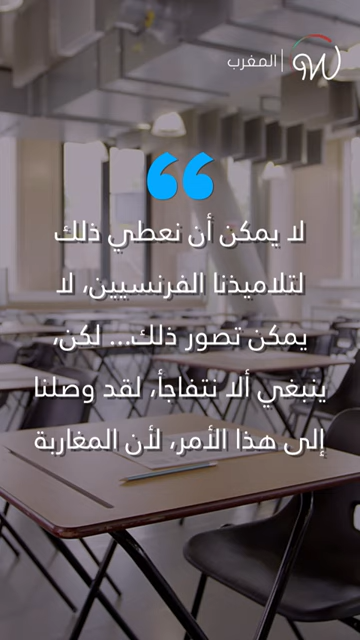 المغرب | W
لا يمكن أن نعطي ذلك
لتلاميذنا الفرنسيين، لا
يمكن تصور ذلك... لكن،
ينبغي ألا نتفاجأ، لقد وصلنا
إلى هذا الأمر، لأن المغاربة